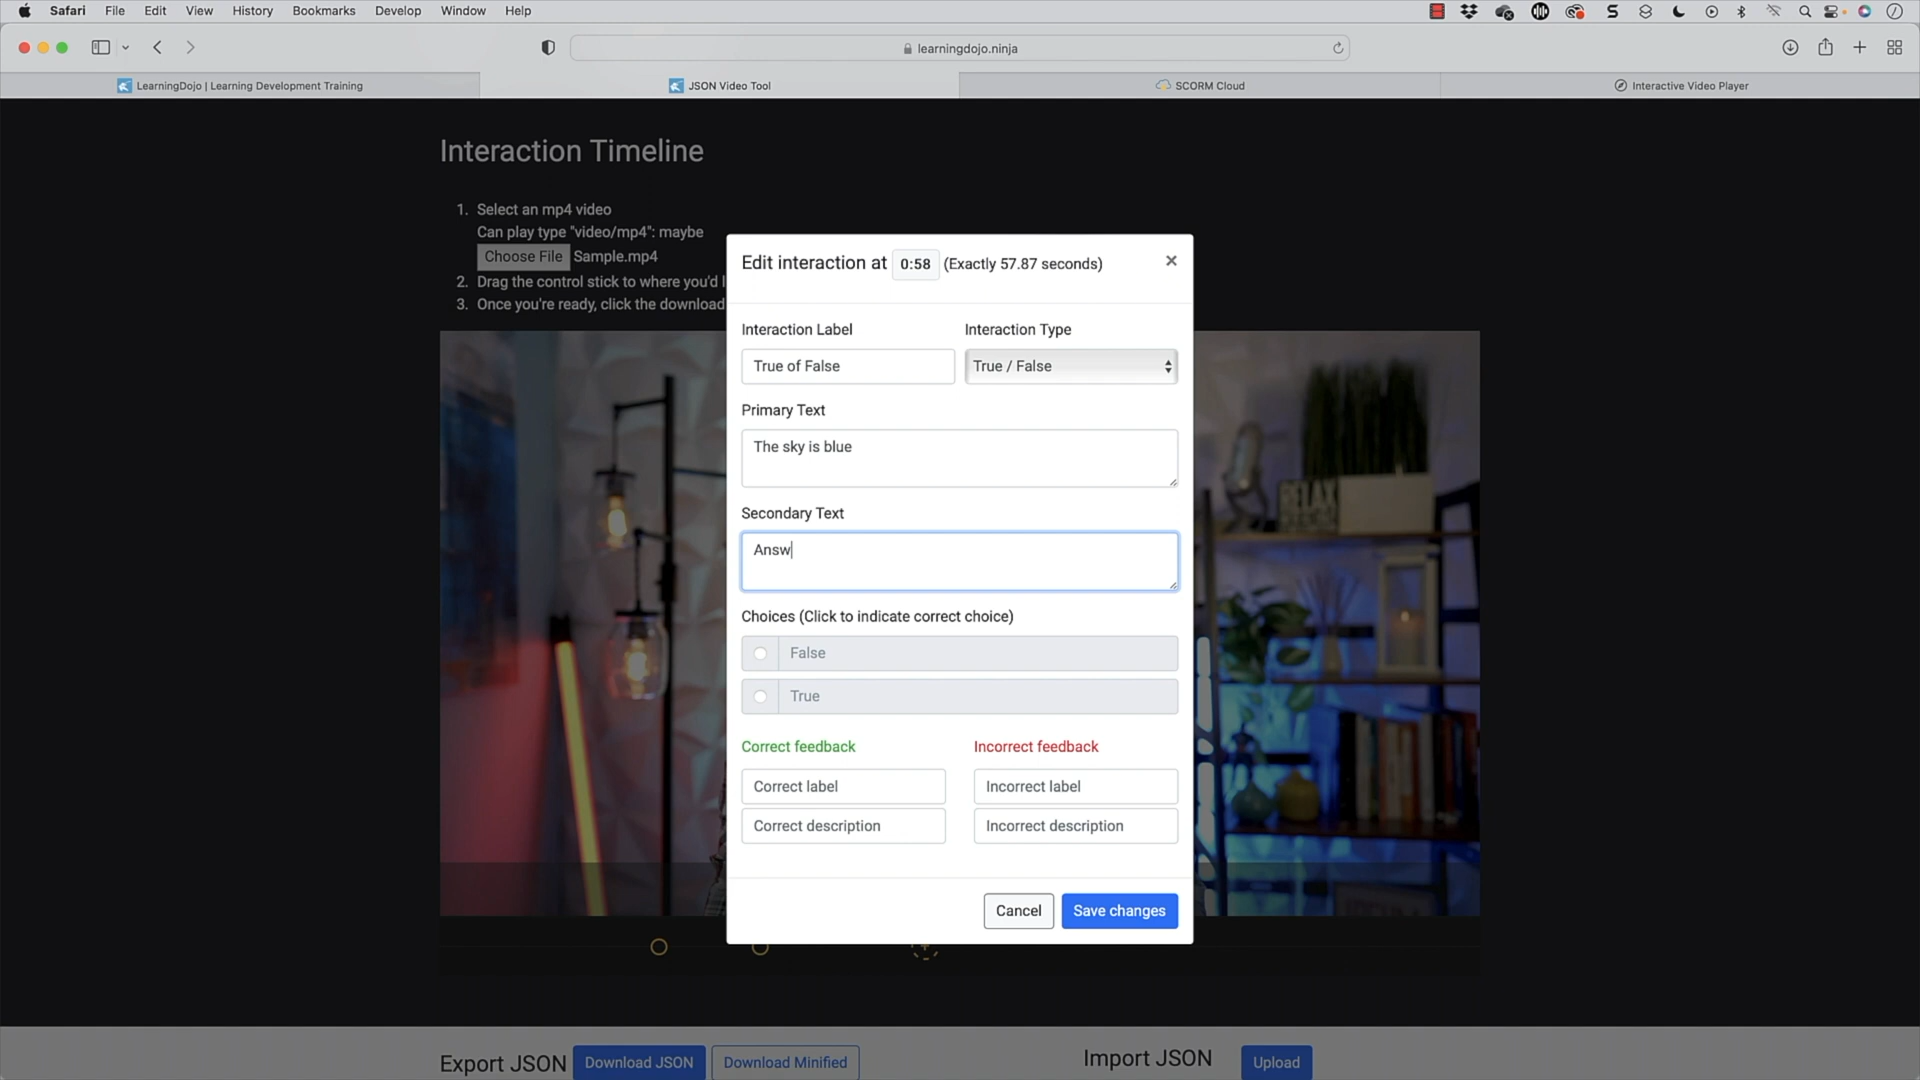 Safari File Edit View History Bookmarks Develop Window Help
learningdojo.ninja
LearningDojo | Learning Development Training
JSON Video Tool
SCORM Cloud
Interactive Video Player
Interaction Timeline
1. Select an mp4 video
Can play type "video/mp4": maybe
Choose File Sample.mp4
2. Drag the control stick to where you'd l
3. Once you're ready, click the download
Edit interaction at 0:58 (Exactly 57.87 seconds)
×
Interaction Label
Interaction Type
True of False
True / False
Primary Text
The sky is blue
Secondary Text
Answ
Choices (Click to indicate correct choice)
False
True
Correct feedback
Incorrect feedback
Correct label
Incorrect label
Correct description
Incorrect description
Cancel
Save changes
RELAX
Export JSON Download JSON Download Minified
Import JSON Upload